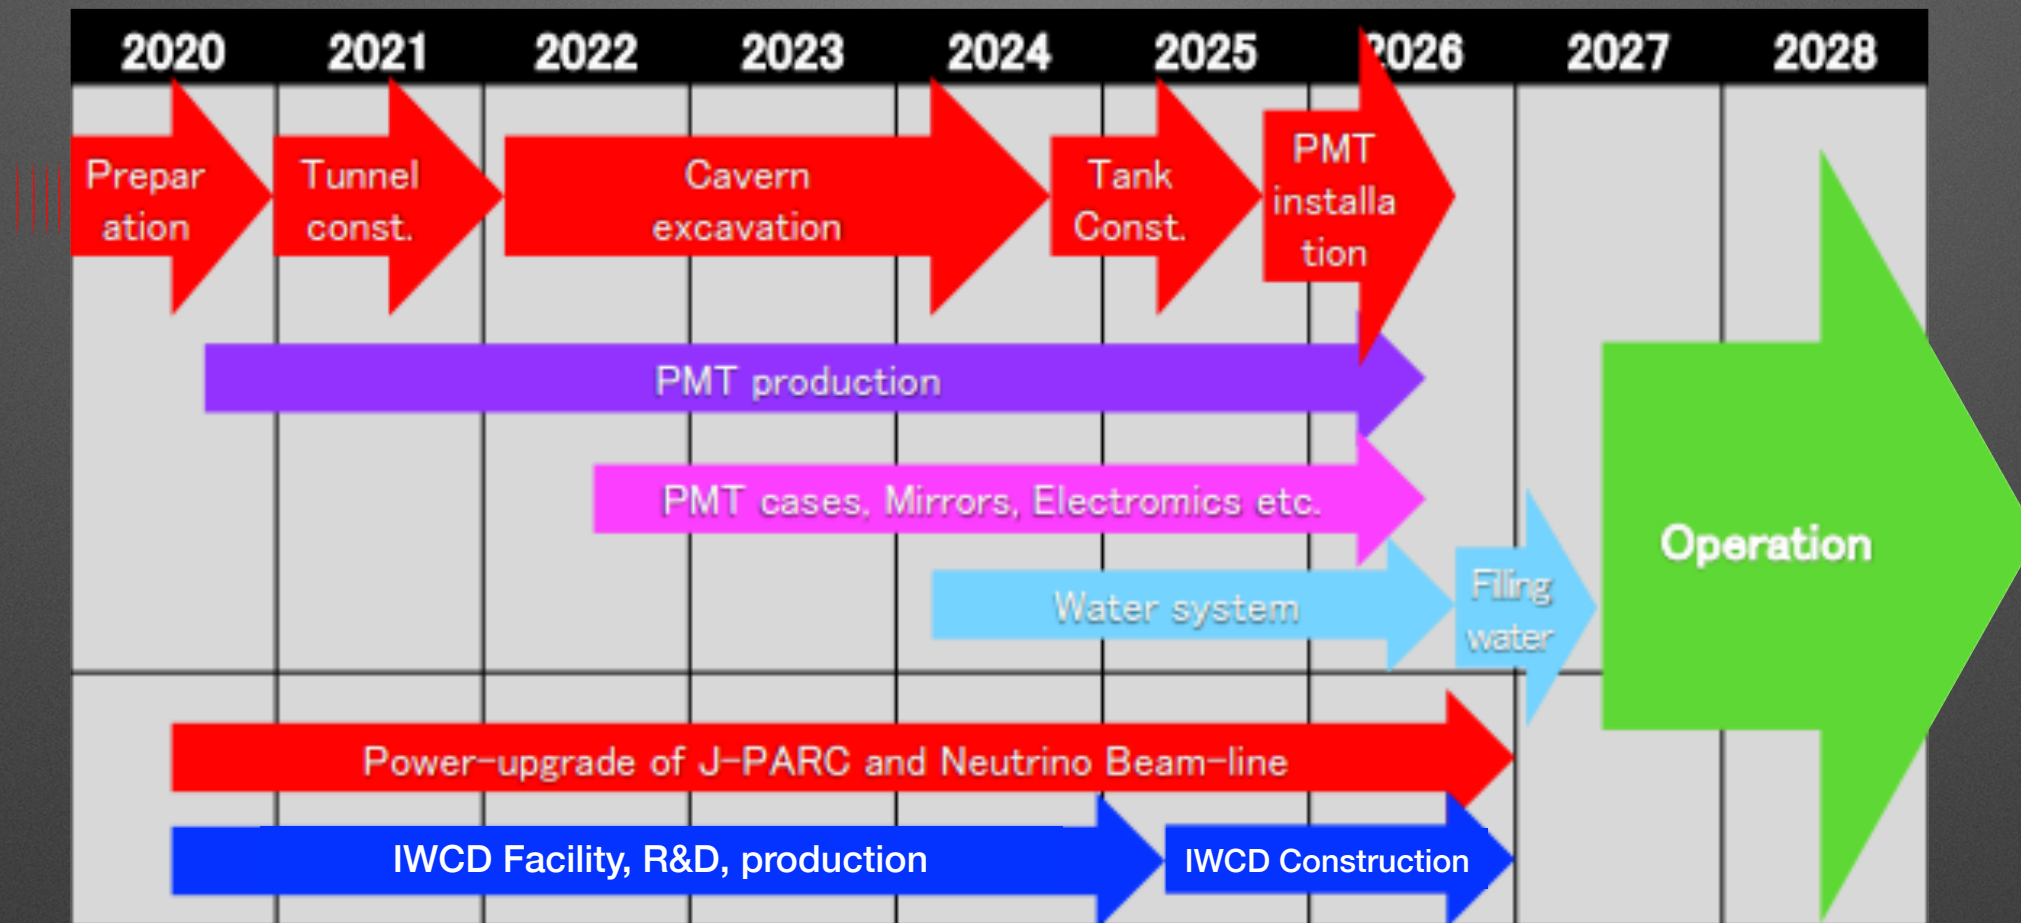 2020 2021 2022 2023 2024 2025 2026 2027 2028
Prepar
ation
Tunnel
const.
Cavern
excavation
Tank
Const.
PMT
installa
tion
PMT production
PMT cases, Mirrors, Electromics etc.
Water system
Filing
water
Operation
Power-upgrade of J-PARC and Neutrino Beam-line
IWCD Facility, R&D, production
IWCD Construction